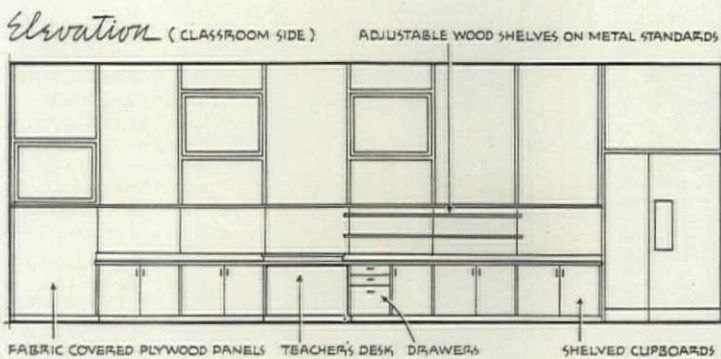 Elevation (CLASSROOM SIDE) ADJUSTABLE WOOD SHELVES ON METAL STANDARDS
FABRIC COVERED PLYWOOD PANELS TEACHER'S DESK DRAWERS SHELVED CUPBOARDS